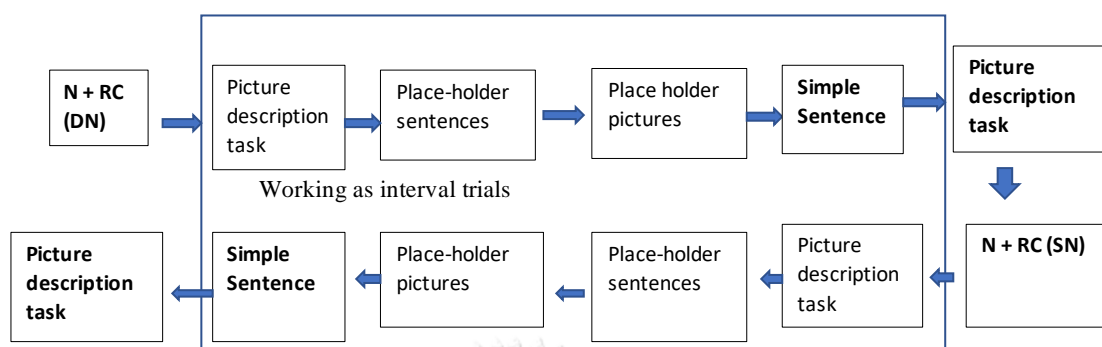 N + RC
(DN)
Picture
description
task
Place-holder
sentences
Place holder
pictures
Simple
Sentence
Picture
description
task
Working as interval trials
N + RC (SN)
Picture
description
task
Place-holder
sentences
Place-holder
pictures
Simple
Sentence
Picture
description
task